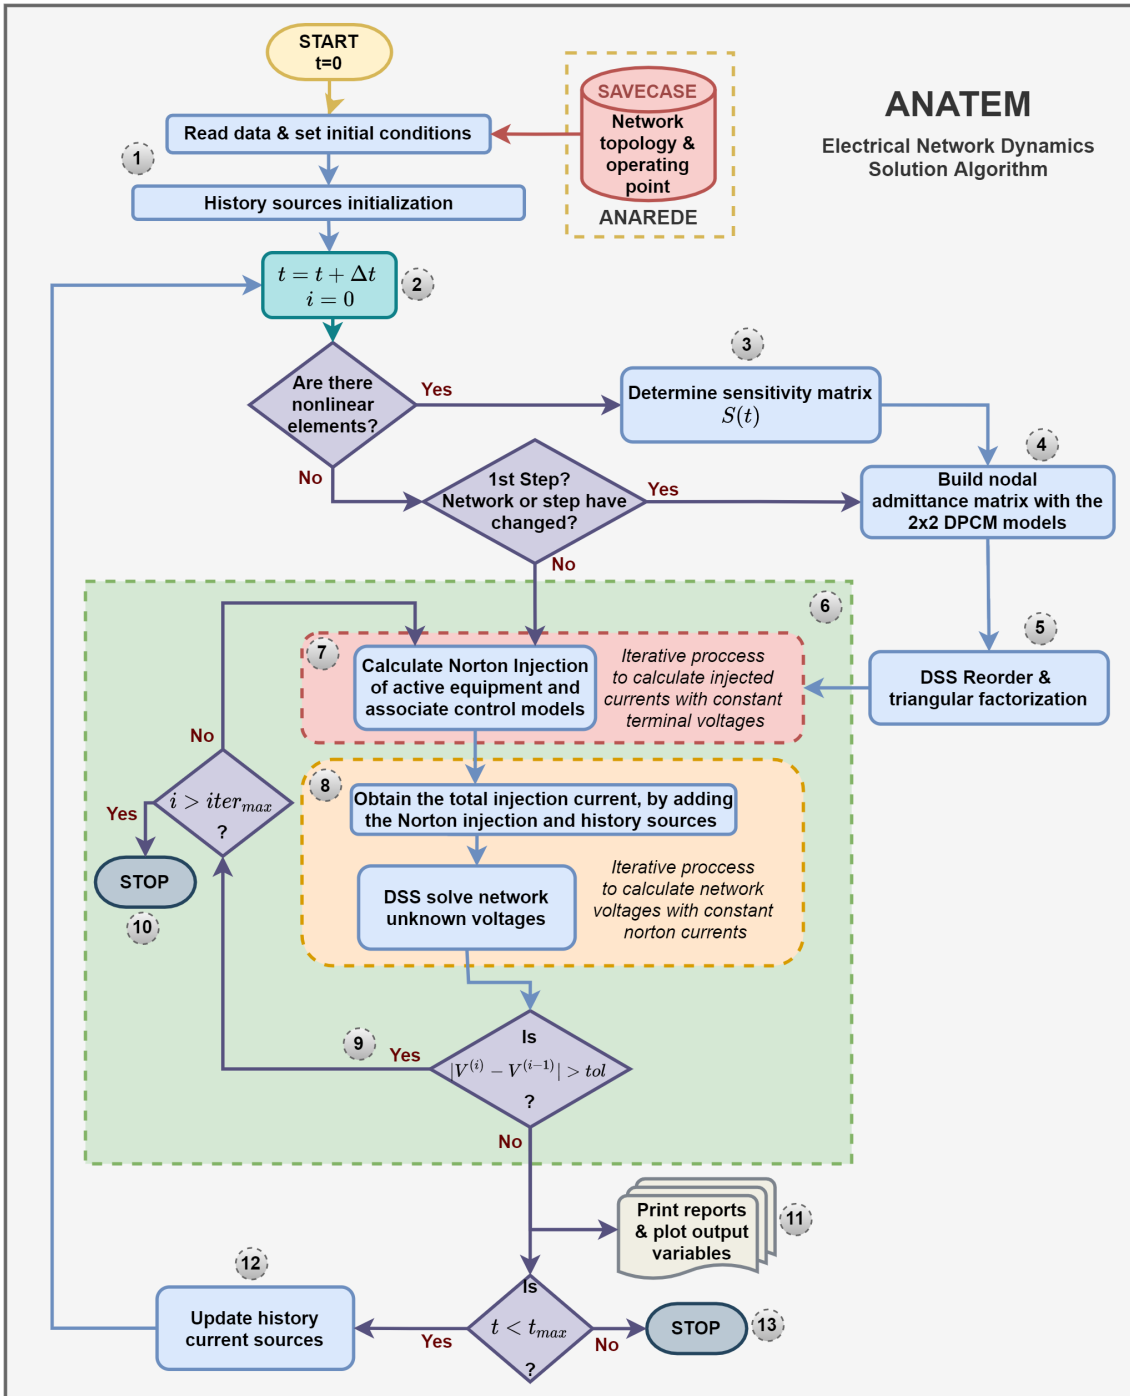 START
t=0
SAVECASE
Network
topology &
operating
point
ANAREDE
ANATEM
Electrical Network Dynamics
Solution Algorithm
Read data & set initial conditions
1
History sources initialization
t = t + Δt
i = 0
2
Are there
nonlinear
elements?
Yes
No
3
Determine sensitivity matrix
S(t)
1st Step?
Network or step have
changed?
Yes
No
4
Build nodal
admittance matrix with the
2x2 DPCM models
5
DSS Reorder &
triangular factorization
6
7
Calculate Norton Injection
of active equipment and
associate control models
Iterative proccess
to calculate injected
currents with constant
terminal voltages
8
Obtain the total injection current, by adding
the Norton injection and history sources
DSS solve network
unknown voltages
Iterative proccess
to calculate network
voltages with constant
norton currents
No
i > iter_max
?
Yes
STOP
10
9
Yes
Is
|V^(i) − V^(i−1)| > tol
?
No
Print reports
& plot output
variables
11
12
Update history
current sources
Yes
Is
t < t_max
?
No
STOP
13